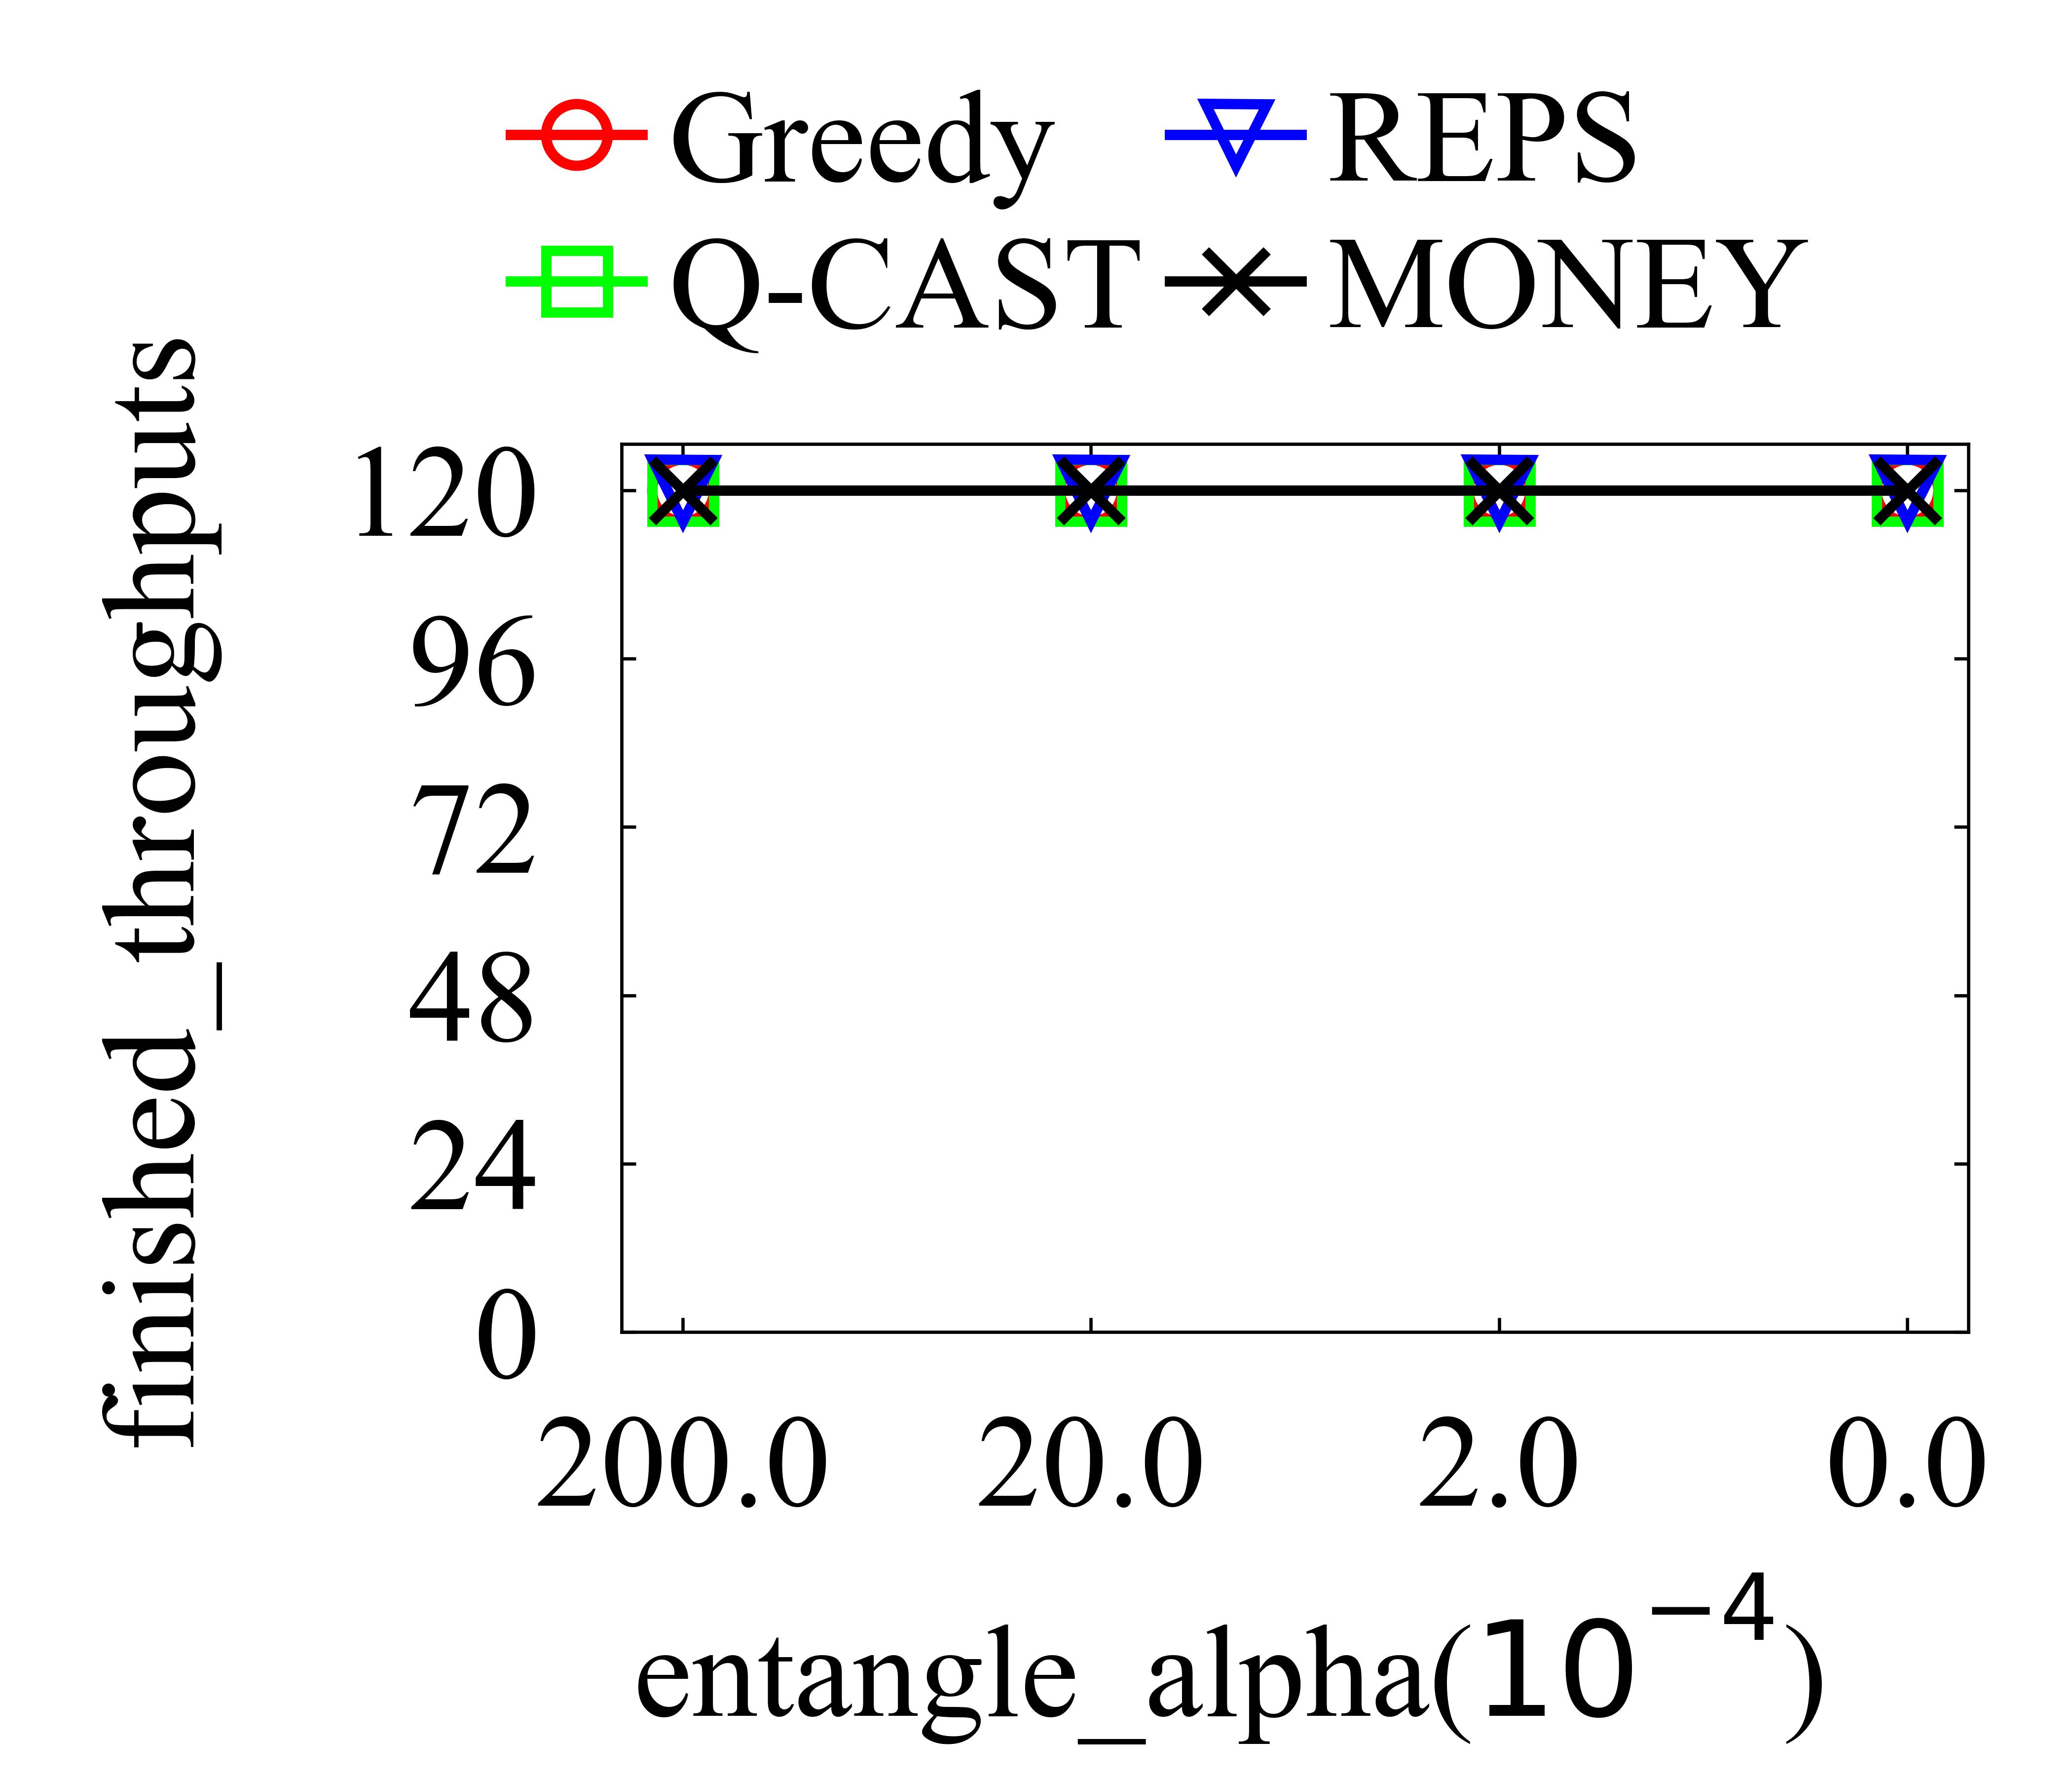 Greedy REPS
Q-CAST MONEY
finished_throughputs
120
96
72
48
24
0
200.0 20.0 2.0 0.0
entangle_alpha(10⁻⁴)